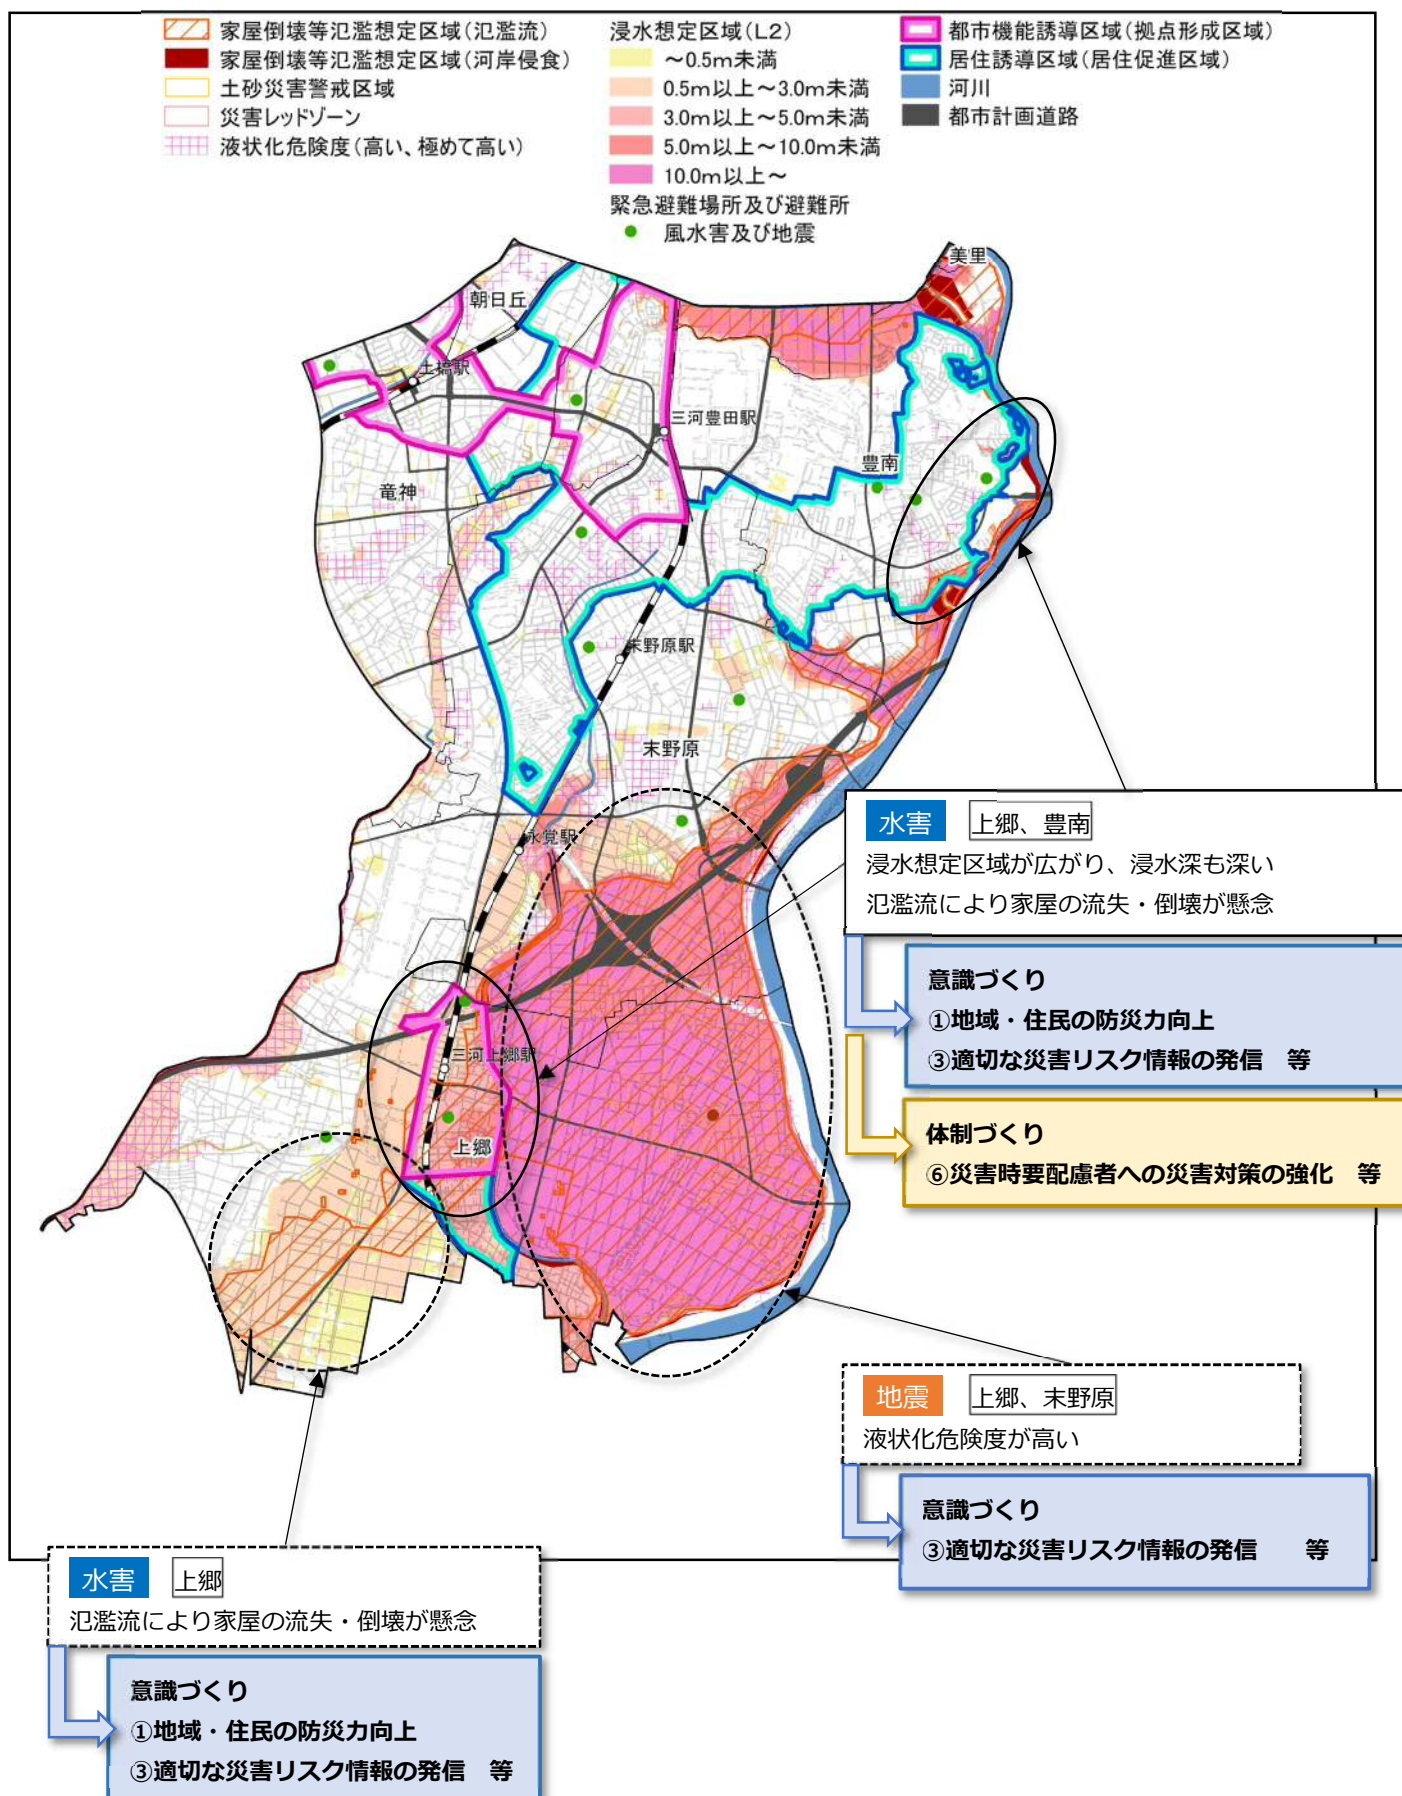 家屋倒壊等氾濫想定区域(氾濫流)
家屋倒壊等氾濫想定区域(河岸侵食)
土砂災害警戒区域
災害レッドゾーン
液状化危険度(高い、極めて高い)
浸水想定区域(L2)
～0.5m未満
0.5m以上～3.0m未満
3.0m以上～5.0m未満
5.0m以上～10.0m未満
10.0m以上～
緊急避難場所及び避難所
風水害及び地震
都市機能誘導区域(拠点形成区域)
居住誘導区域(居住促進区域)
河川
都市計画道路
美里
朝日丘
土橋駅
三河豊田駅
豊南
竜神
末野原駅
末野原
永覚駅
三河上郷駅
上郷
水害 上郷、豊南
浸水想定区域が広がり、浸水深も深い
氾濫流により家屋の流失・倒壊が懸念
意識づくり
①地域・住民の防災力向上
③適切な災害リスク情報の発信　等
体制づくり
⑥災害時要配慮者への災害対策の強化　等
地震 上郷、末野原
液状化危険度が高い
意識づくり
③適切な災害リスク情報の発信　　等
水害 上郷
氾濫流により家屋の流失・倒壊が懸念
意識づくり
①地域・住民の防災力向上
③適切な災害リスク情報の発信　等